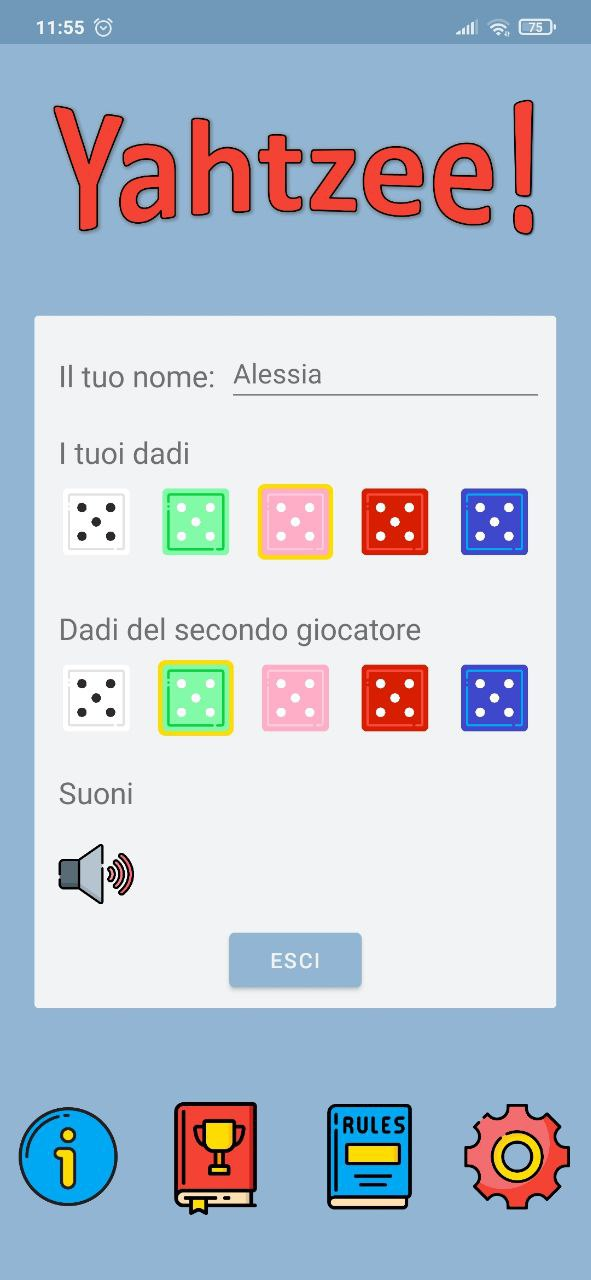 11:55
75
Yahtzee!
Il tuo nome: Alessia
I tuoi dadi
Dadi del secondo giocatore
Suoni
ESCI
i
RULES